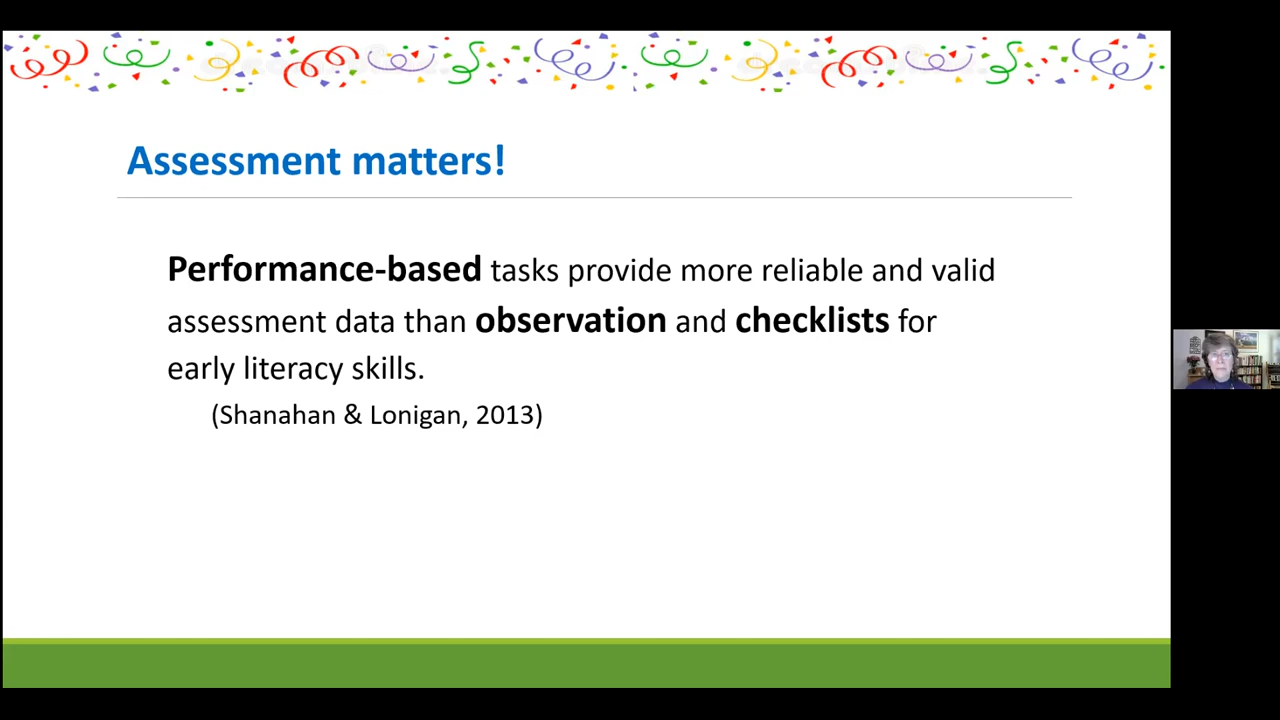 Assessment matters!
Performance-based tasks provide more reliable and valid
assessment data than observation and checklists for
early literacy skills.
(Shanahan & Lonigan, 2013)